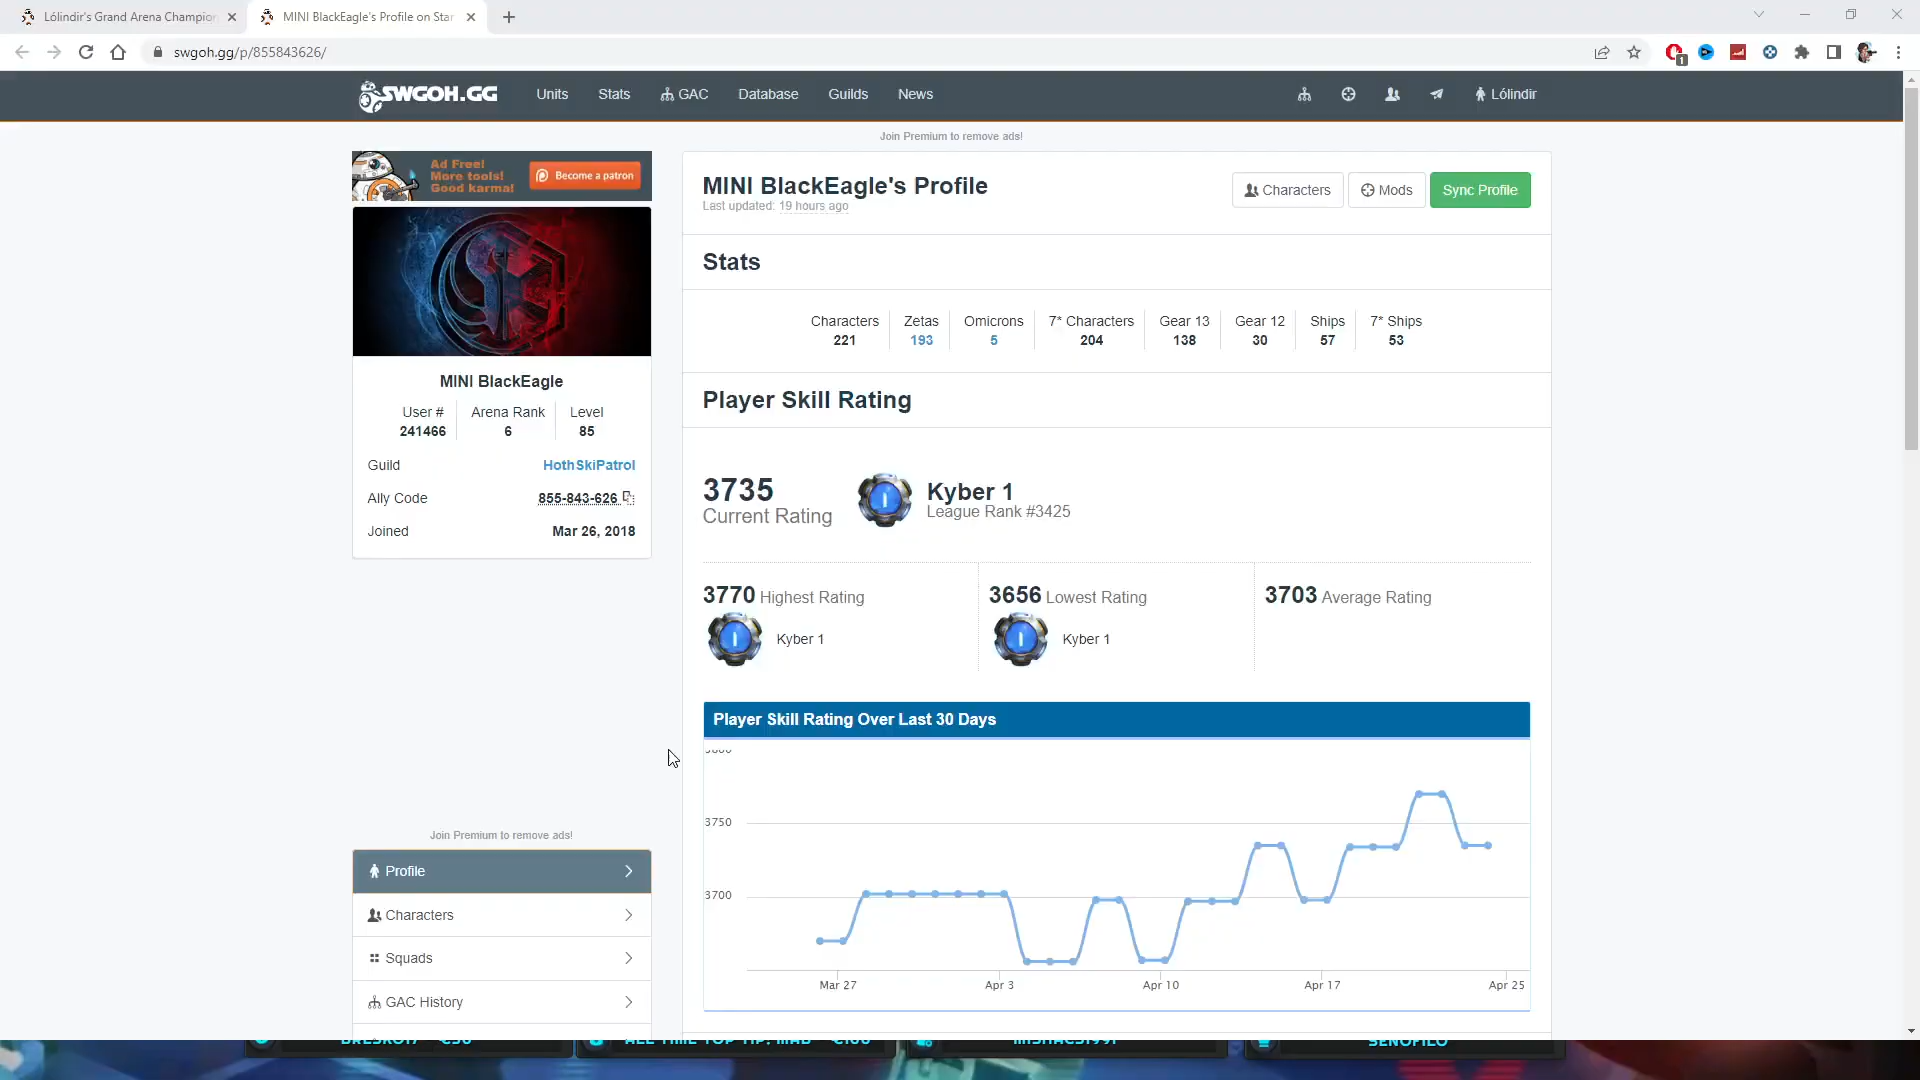 Lólindir's Grand Arena Champion
MINI BlackEagle's Profile on Star
swgoh.gg/p/855843626/
1
SWGOH.GG
Units
Stats
GAC
Database
Guilds
News
Lólindir
Join Premium to remove ads!
Ad Free!
More tools!
Good karma!
Become a patron
MINI BlackEagle
User #
Arena Rank
Level
241466
6
85
Guild
HothSkiPatrol
Ally Code
855-843-626
Joined
Mar 26, 2018
Join Premium to remove ads!
Profile
Characters
Squads
GAC History
MINI BlackEagle's Profile
Last updated: 19 hours ago
Characters
Mods
Sync Profile
Stats
Characters
Zetas
Omicrons
7* Characters
Gear 13
Gear 12
Ships
7* Ships
221
193
5
204
138
30
57
53
Player Skill Rating
3735
Current Rating
Kyber 1
League Rank #3425
3770 Highest Rating
Kyber 1
3656 Lowest Rating
Kyber 1
3703 Average Rating
Player Skill Rating Over Last 30 Days
3750
3700
Mar 27
Apr 3
Apr 10
Apr 17
Apr 25
SENOFILO